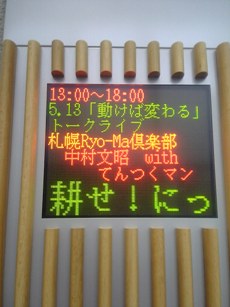 13:00～18:00
5.13「動けば変わる」
トークライブ
札幌Ryo-Ma倶楽部
中村文昭 with
てんつくマン
耕せ！にっ